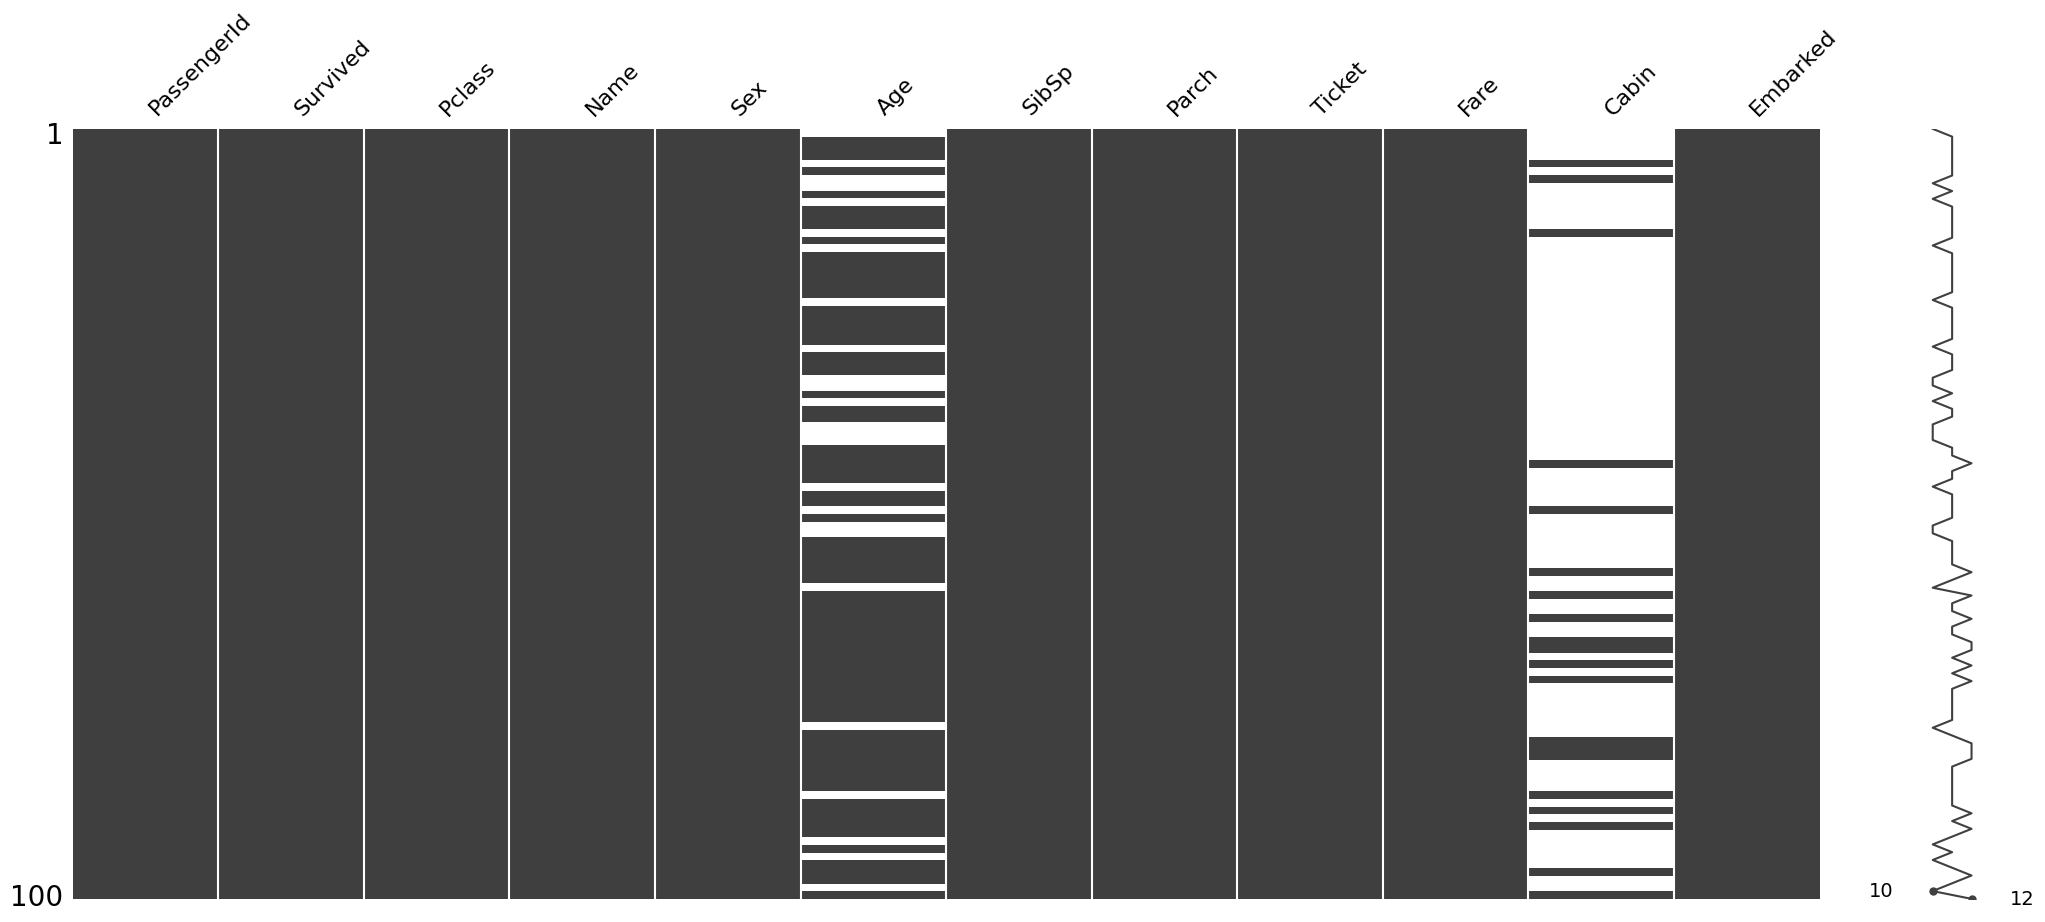 PassengerId
Survived
Pclass
Name
Sex
Age
SibSp
Parch
Ticket
Fare
Cabin
Embarked
1
100
10
12